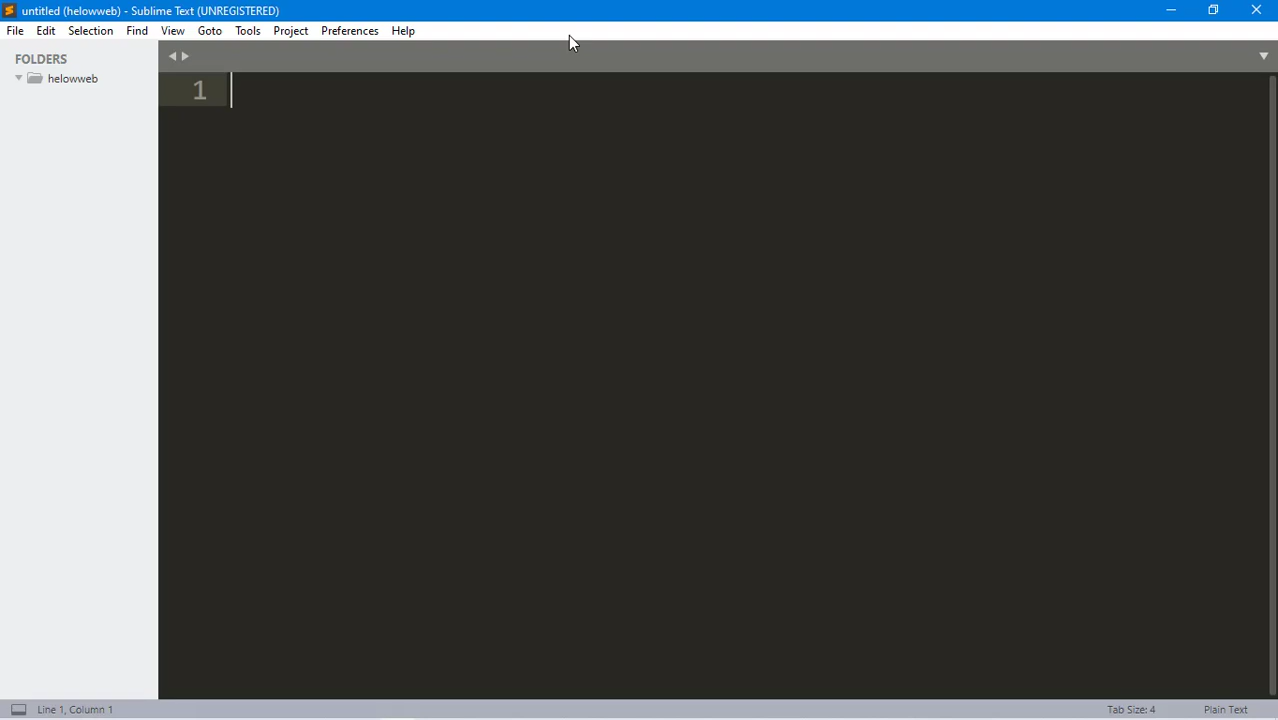 untitled (helowweb) - Sublime Text (UNREGISTERED)
File Edit Selection Find View Goto Tools Project Preferences Help
FOLDERS
helowweb
1
Line 1, Column 1 Tab Size: 4 Plain Text